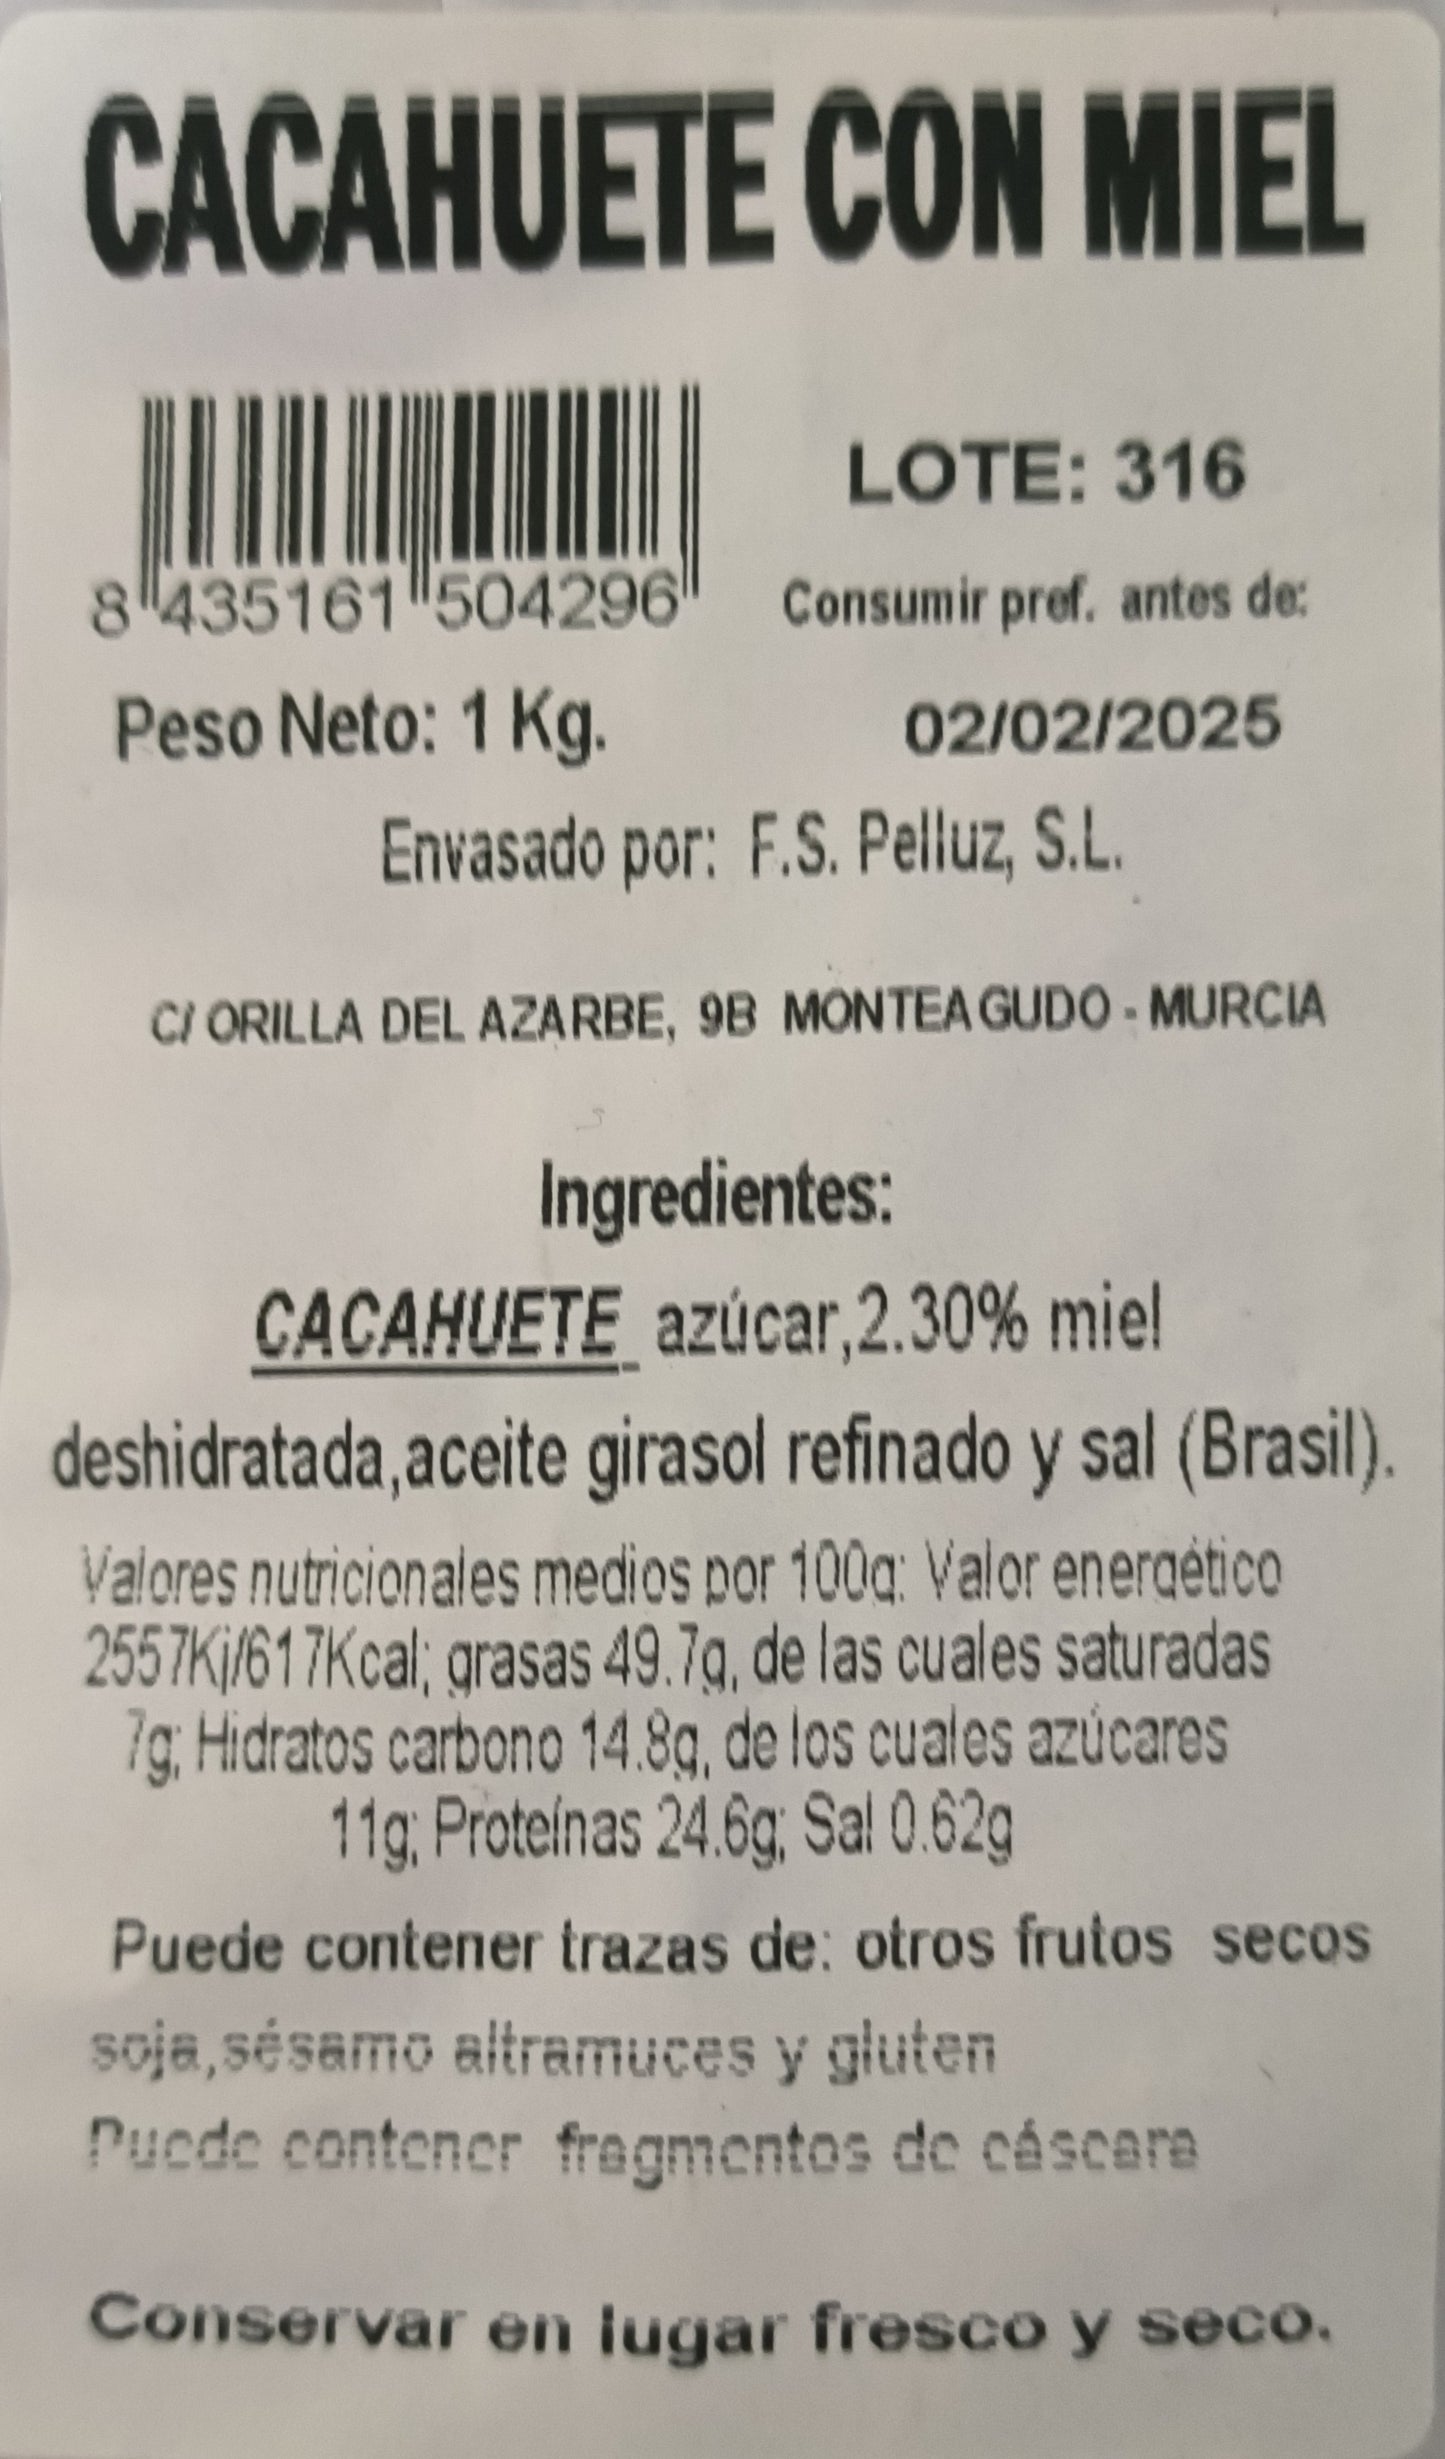 CACAHUETE CON MIEL
8 435161 504296
LOTE: 316
Consumir pref. antes de:
Peso Neto: 1 Kg.
02/02/2025
Envasado por: F.S. Pelluz, S.L.
C/ ORILLA DEL AZARBE, 9B MONTEAGUDO - MURCIA
Ingredientes:
CACAHUETE azúcar,2.30% miel
deshidratada,aceite girasol refinado y sal (Brasil).
Valores nutricionales medios por 100g: Valor energético
2557Kj/617Kcal; grasas 49.7g, de las cuales saturadas
7g; Hidratos carbono 14.8g, de los cuales azúcares
11g; Proteínas 24.6g; Sal 0.62g
Puede contener trazas de: otros frutos secos
soja,sésamo altramuces y gluten
Puede contener fragmentos de cáscara
Conservar en lugar fresco y seco.